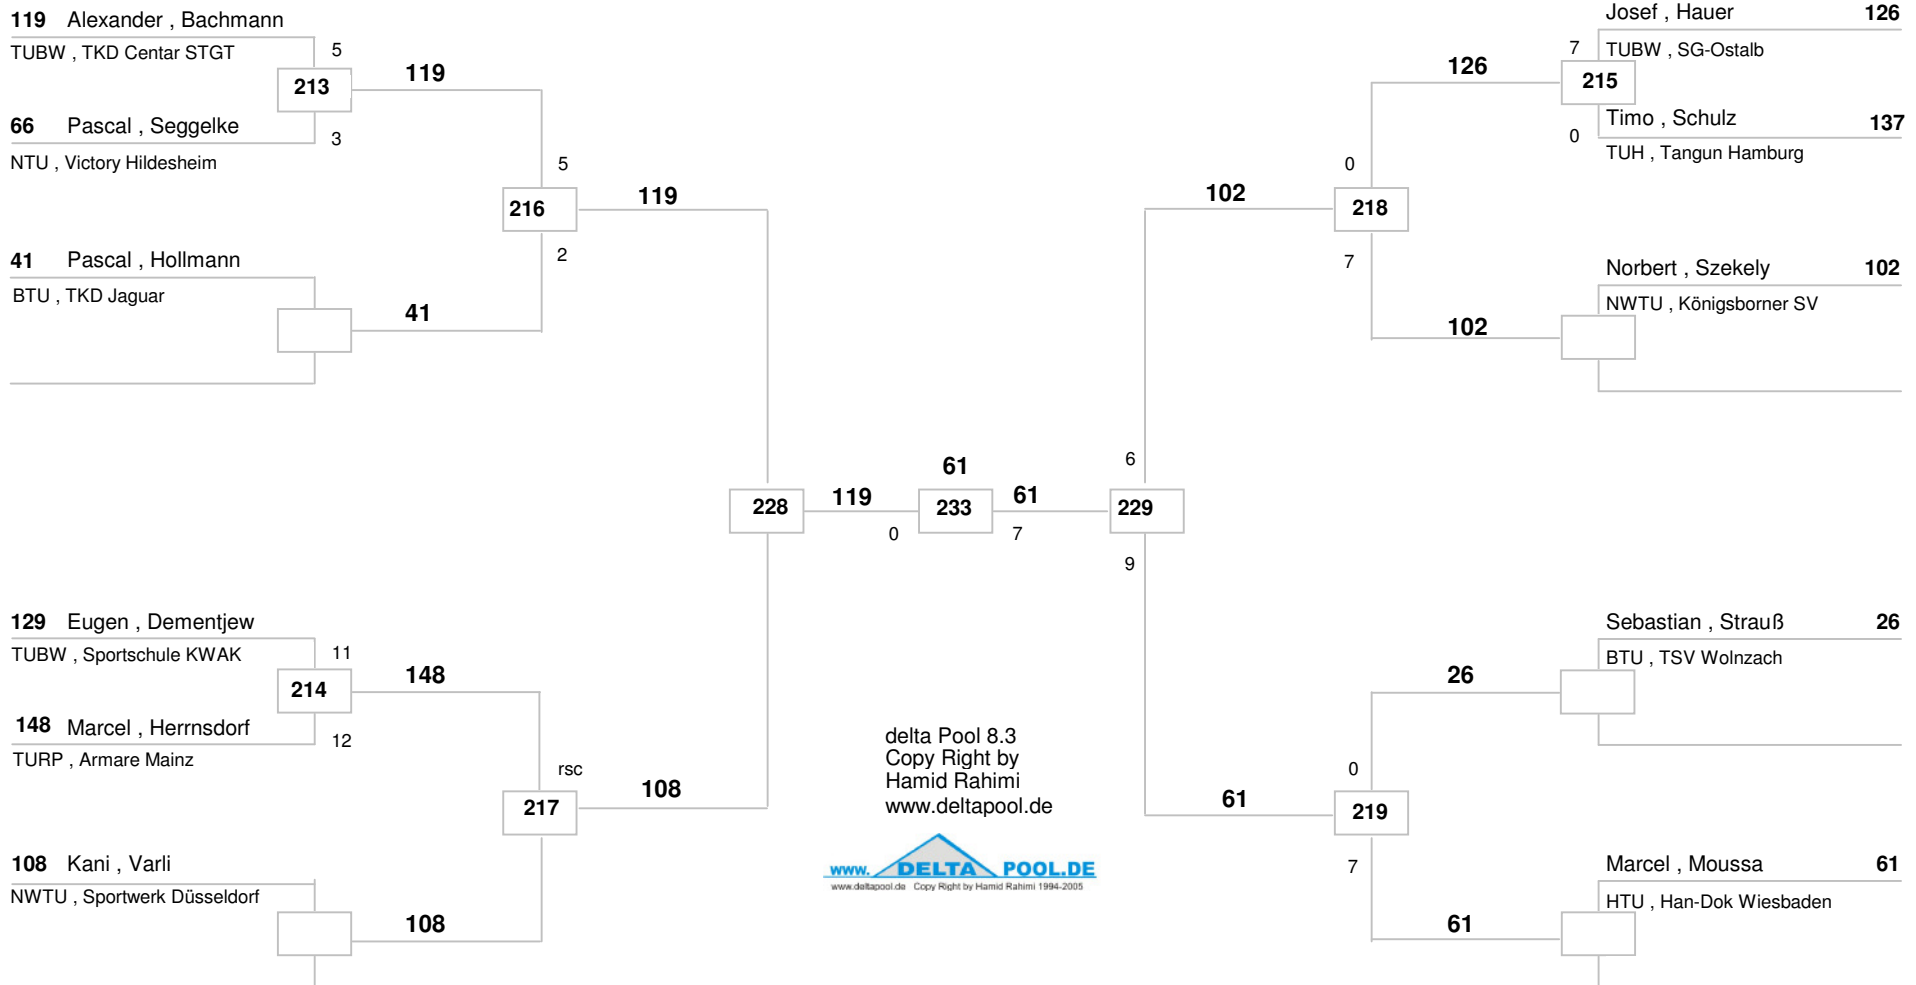 119 Alexander , Bachmann
TUBW , TKD Centar STGT
5
213
119
66 Pascal , Seggelke
3
NTU , Victory Hildesheim
5
216
119
2
41 Pascal , Hollmann
BTU , TKD Jaguar
41
228
119
0
61
233
61
7
129 Eugen , Dementjew
TUBW , Sportschule KWAK
11
214
148
148 Marcel , Herrnsdorf
12
TURP , Armare Mainz
rsc
217
108
108 Kani , Varli
NWTU , Sportwerk Düsseldorf
108
Josef , Hauer 126
7
TUBW , SG-Ostalb
126
215
Timo , Schulz 137
0
TUH , Tangun Hamburg
0
102
218
7
Norbert , Szekely 102
NWTU , Königsborner SV
102
6
229
9
Sebastian , Strauß 26
BTU , TSV Wolnzach
26
0
61
219
7
Marcel , Moussa 61
HTU , Han-Dok Wiesbaden
61
delta Pool 8.3
Copy Right by
Hamid Rahimi
www.deltapool.de
www. DELTA POOL.DE
www.deltapool.de Copy Right by Hamid Rahimi 1994-2005